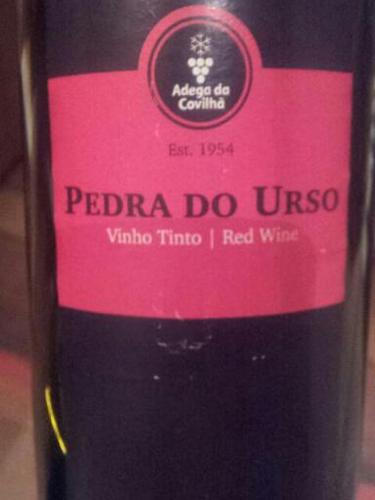 Adega da
Covilhã
Est. 1954
PEDRA DO URSO
Vinho Tinto | Red Wine